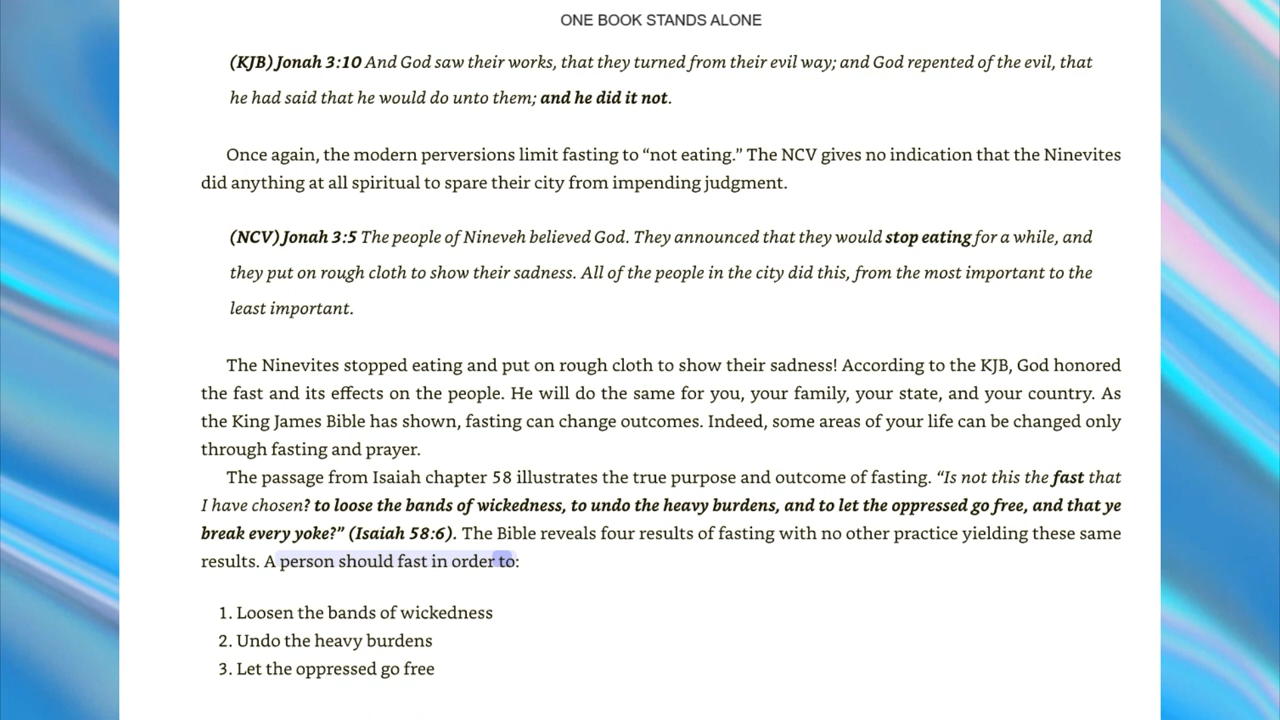 ONE BOOK STANDS ALONE
(KJB) Jonah 3:10 And God saw their works, that they turned from their evil way; and God repented of the evil, that
he had said that he would do unto them; and he did it not.
Once again, the modern perversions limit fasting to “not eating.” The NCV gives no indication that the Ninevites
did anything at all spiritual to spare their city from impending judgment.
(NCV) Jonah 3:5 The people of Nineveh believed God. They announced that they would stop eating for a while, and
they put on rough cloth to show their sadness. All of the people in the city did this, from the most important to the
least important.
The Ninevites stopped eating and put on rough cloth to show their sadness! According to the KJB, God honored
the fast and its effects on the people. He will do the same for you, your family, your state, and your country. As
the King James Bible has shown, fasting can change outcomes. Indeed, some areas of your life can be changed only
through fasting and prayer.
The passage from Isaiah chapter 58 illustrates the true purpose and outcome of fasting. “Is not this the fast that
I have chosen? to loose the bands of wickedness, to undo the heavy burdens, and to let the oppressed go free, and that ye
break every yoke?” (Isaiah 58:6). The Bible reveals four results of fasting with no other practice yielding these same
results. A person should fast in order to:
1. Loosen the bands of wickedness
2. Undo the heavy burdens
3. Let the oppressed go free